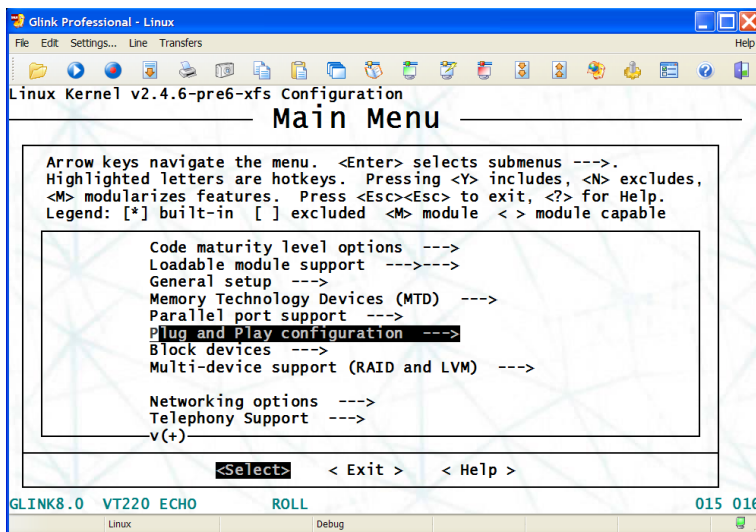 Glink Professional - Linux
File Edit Settings... Line Transfers Help
Linux Kernel v2.4.6-pre6-xfs Configuration
Main Menu
Arrow keys navigate the menu. <Enter> selects submenus --->.
Highlighted letters are hotkeys. Pressing <Y> includes, <N> excludes,
<M> modularizes features. Press <Esc><Esc> to exit, <?> for Help.
Legend: [*] built-in [ ] excluded <M> module < > module capable
Code maturity level options --->
Loadable module support --->--->
General setup --->
Memory Technology Devices (MTD) --->
Parallel port support --->
Plug and Play configuration --->
Block devices --->
Multi-device support (RAID and LVM) --->
Networking options --->
Telephony Support --->
v(+)
<Select> < Exit > < Help >
GLINK8.0 VT220 ECHO ROLL 015 016
Linux Debug